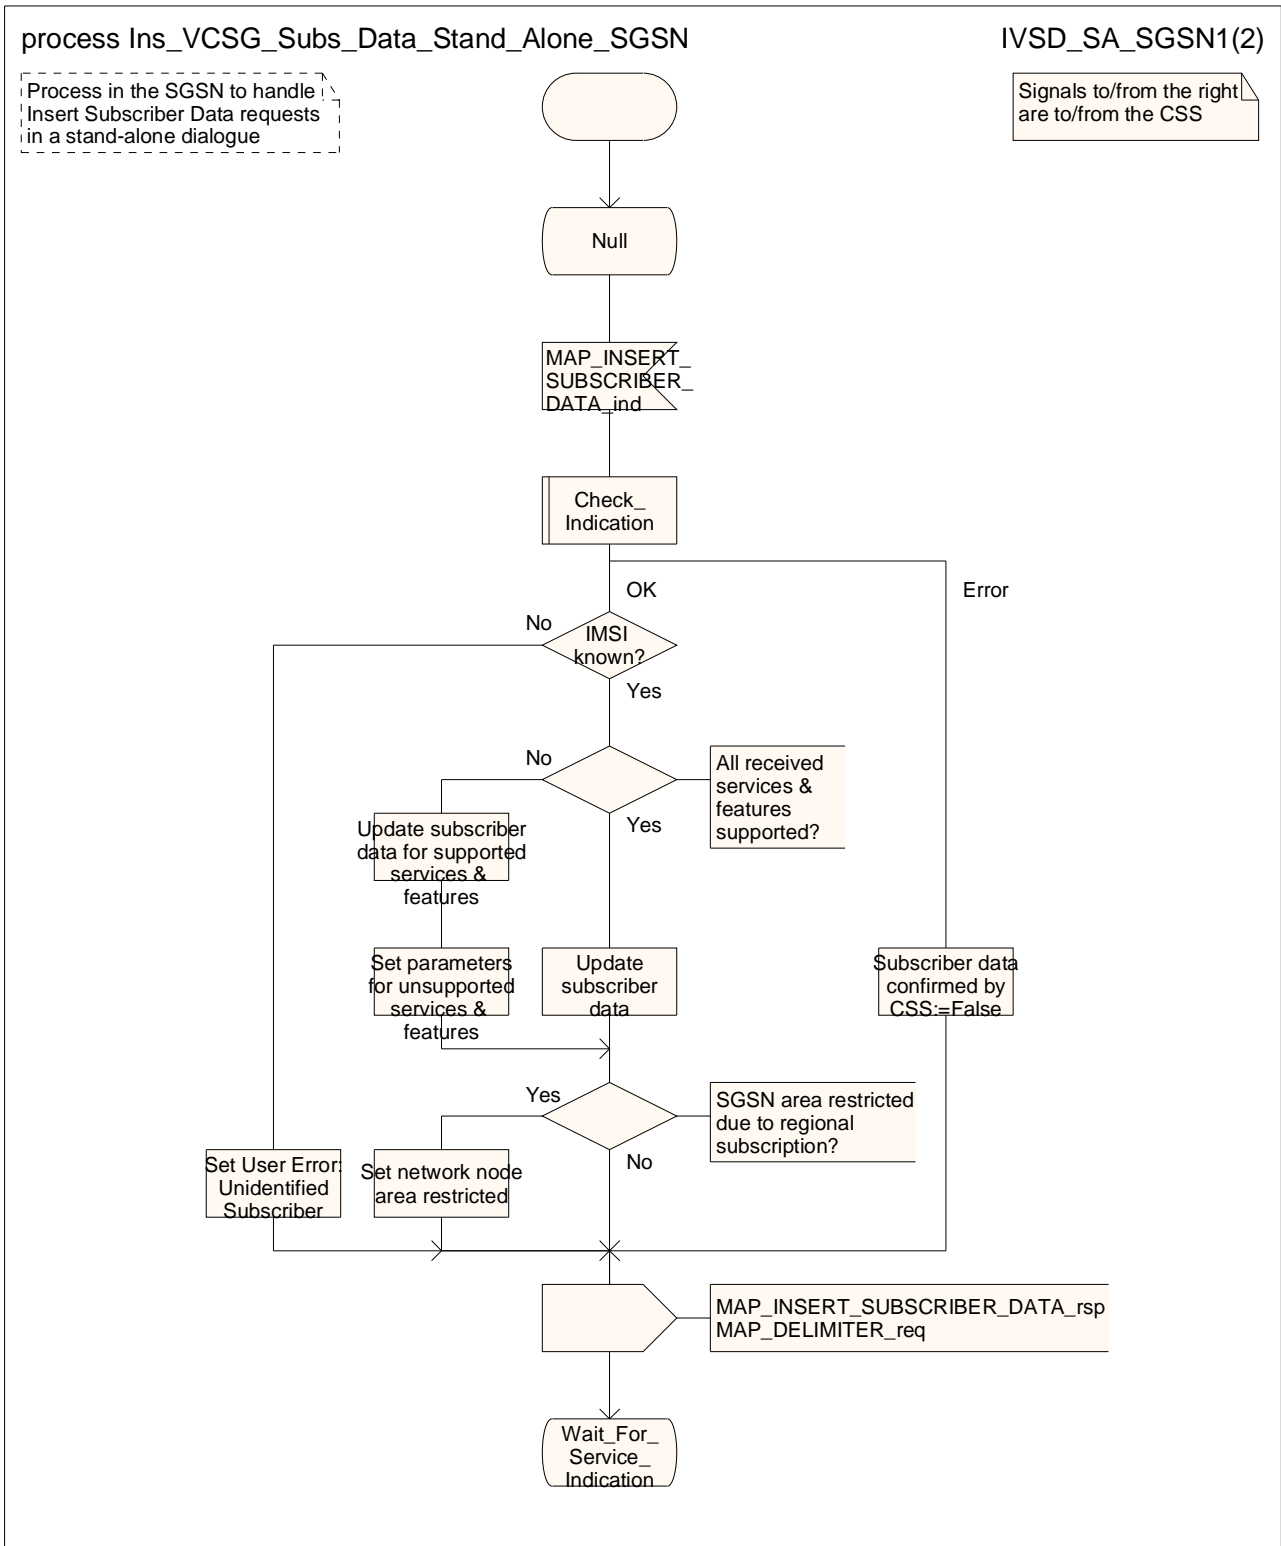 process Ins_VCSG_Subs_Data_Stand_Alone_SGSN
IVSD_SA_SGSN1(2)
Process in the SGSN to handle
Insert Subscriber Data requests
in a stand-alone dialogue
Signals to/from the right
are to/from the CSS
Null
MAP_INSERT_
SUBSCRIBER_
DATA_ind
Check_
Indication
OK
Error
No
IMSI
known?
Yes
No
All received
services &
features
supported?
Yes
Update subscriber
data for supported
services &
features
Set parameters
for unsupported
services &
features
Update
subscriber
data
Subscriber data
confirmed by
CSS:=False
Yes
SGSN area restricted
due to regional
subscription?
No
Set User Error:
Unidentified
Subscriber
Set network node
area restricted
MAP_INSERT_SUBSCRIBER_DATA_rsp
MAP_DELIMITER_req
Wait_For_
Service_
Indication